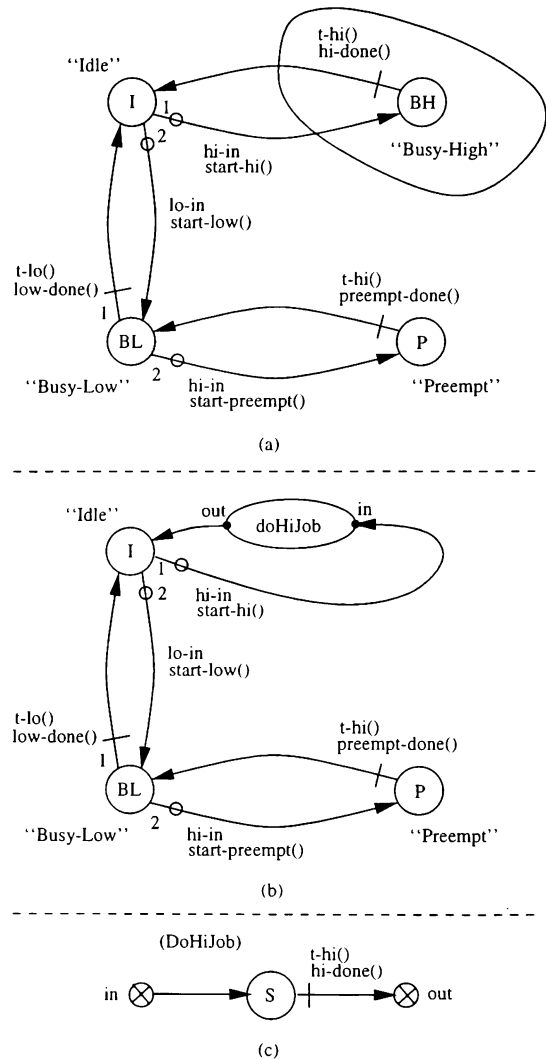 t-hi()
hi-done()
``Idle''
I
1
2
BH
hi-in
start-hi()
``Busy-High''
lo-in
start-low()
t-lo()
low-done()
1
t-hi()
preempt-done()
BL
P
2
hi-in
start-preempt()
``Busy-Low''
``Preempt''
(a)
out
in
``Idle''
doHiJob
I
1
2
hi-in
start-hi()
lo-in
start-low()
t-lo()
low-done()
1
t-hi()
preempt-done()
BL
P
2
hi-in
start-preempt()
``Busy-Low''
``Preempt''
(b)
(DoHiJob)
t-hi()
hi-done()
in
S
out
(c)